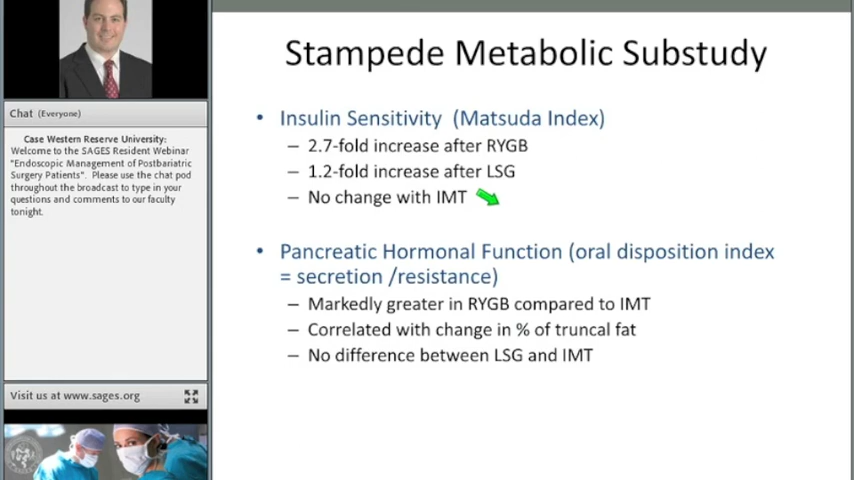 Chat (Everyone)
Case Western Reserve University:
Welcome to the SAGES Resident Webinar
"Endoscopic Management of Postbariatric
Surgery Patients". Please use the chat pod
throughout the broadcast to type in your
questions and comments to our faculty
tonight.
Visit us at www.sages.org
Stampede Metabolic Substudy
• Insulin Sensitivity (Matsuda Index)
– 2.7-fold increase after RYGB
– 1.2-fold increase after LSG
– No change with IMT
• Pancreatic Hormonal Function (oral disposition index
= secretion /resistance)
– Markedly greater in RYGB compared to IMT
– Correlated with change in % of truncal fat
– No difference between LSG and IMT